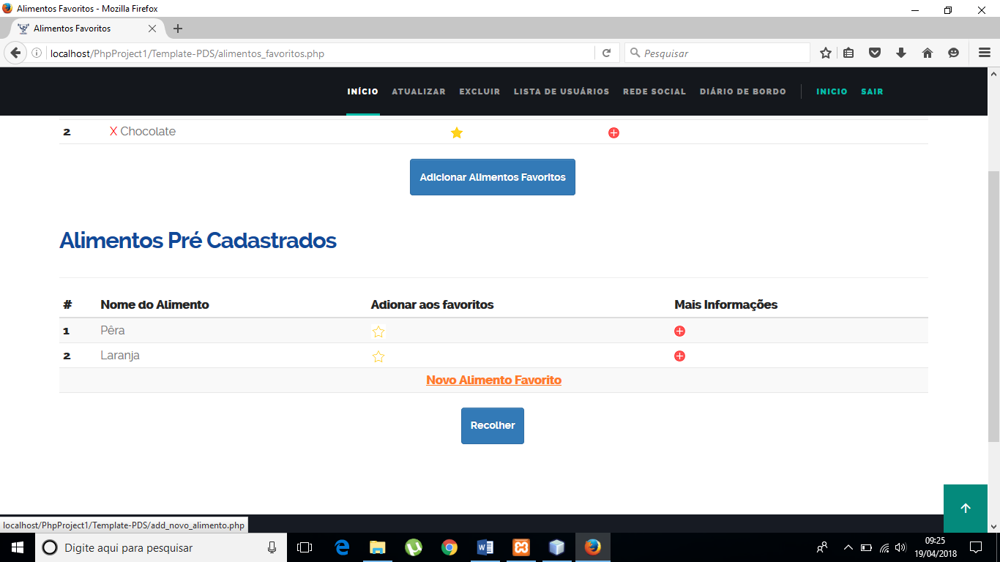 Alimentos Favoritos - Mozilla Firefox
Alimentos Favoritos
localhost/PhpProject1/Template-PDS/alimentos_favoritos.php
Pesquisar
INÍCIO ATUALIZAR EXCLUIR LISTA DE USUÁRIOS REDE SOCIAL DIÁRIO DE BORDO INICIO SAIR
2 X Chocolate
Adicionar Alimentos Favoritos
Alimentos Pré Cadastrados
# Nome do Alimento Adionar aos favoritos Mais Informações
1 Pêra
2 Laranja
Novo Alimento Favorito
Recolher
localhost/PhpProject1/Template-PDS/add_novo_alimento.php
Digite aqui para pesquisar
09:25
19/04/2018